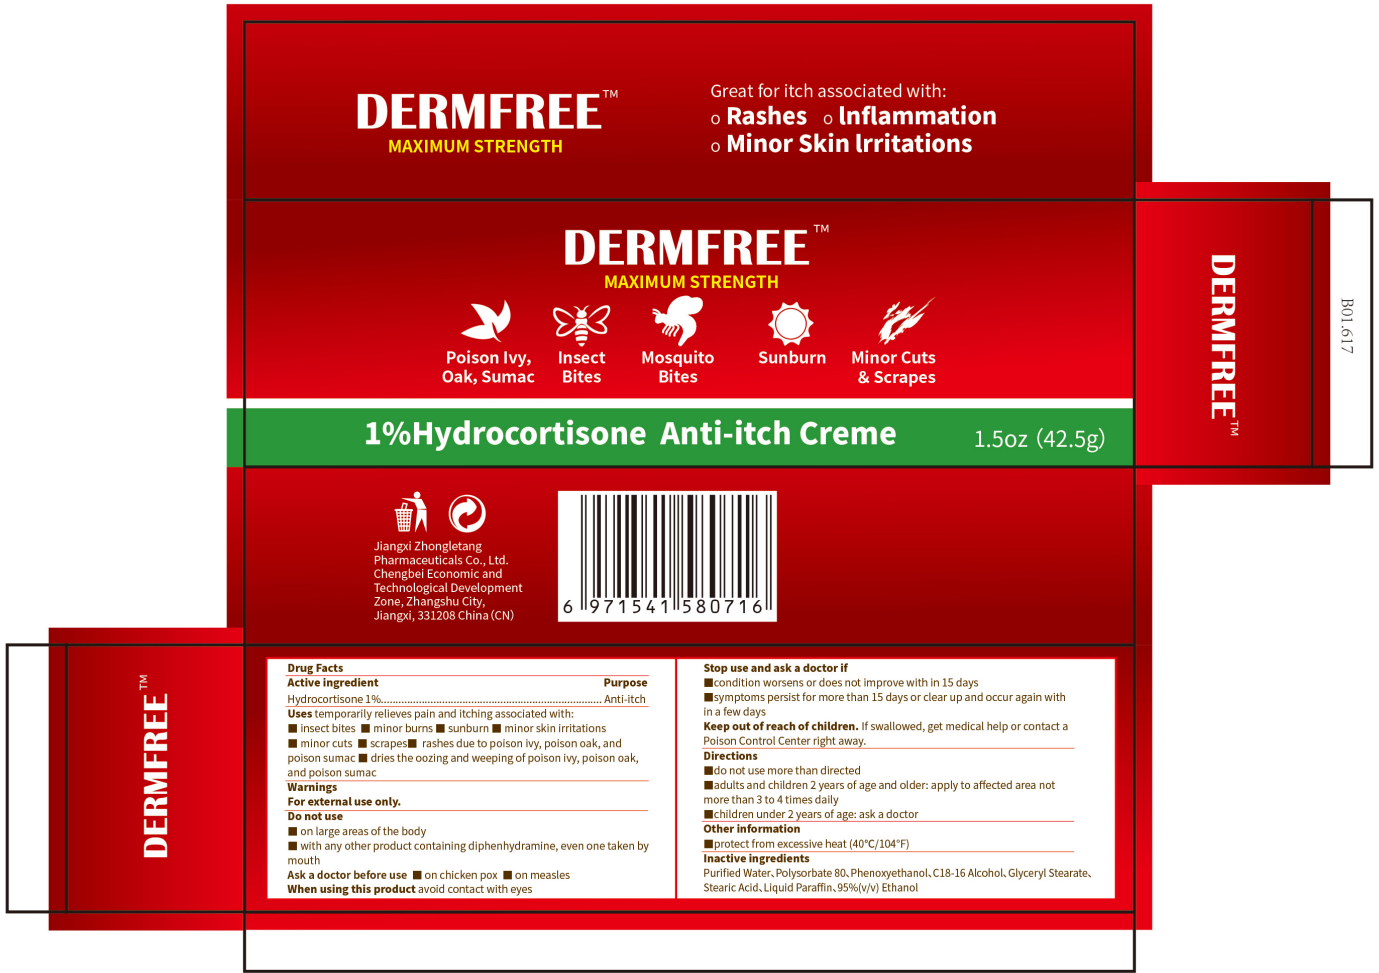 DERMFREE™
MAXIMUM STRENGTH
Great for itch associated with:
o Rashes o lnflammation
o Minor Skin lrritations
DERMFREE™
MAXIMUM STRENGTH
Poison Ivy,
Oak, Sumac
Insect
Bites
Mosquito
Bites
Sunburn
Minor Cuts
& Scrapes
1%Hydrocortisone Anti-itch Creme
1.5oz (42.5g)
DERMFREE™
B01.617
Jiangxi Zhongletang
Pharmaceuticals Co., Ltd.
Chengbei Economic and
Technological Development
Zone, Zhangshu City,
Jiangxi, 331208 China (CN)
6 971541 580716
DERMFREE™
Drug Facts
Active ingredient Purpose
Hydrocortisone 1%........................................................................ Anti-itch
Uses temporarily relieves pain and itching associated with:
■ insect bites ■ minor burns ■ sunburn ■ minor skin irritations
■ minor cuts ■ scrapes■ rashes due to poison ivy, poison oak, and
poison sumac ■ dries the oozing and weeping of poison ivy, poison oak,
and poison sumac
Warnings
For external use only.
Do not use
■ on large areas of the body
■ with any other product containing diphenhydramine, even one taken by
mouth
Ask a doctor before use ■ on chicken pox ■ on measles
When using this product avoid contact with eyes
Stop use and ask a doctor if
■condition worsens or does not improve with in 15 days
■symptoms persist for more than 15 days or clear up and occur again with
in a few days
Keep out of reach of children. If swallowed, get medical help or contact a
Poison Control Center right away.
Directions
■do not use more than directed
■adults and children 2 years of age and older: apply to affected area not
more than 3 to 4 times daily
■children under 2 years of age: ask a doctor
Other information
■protect from excessive heat (40°C/104°F)
Inactive ingredients
Purified Water、Polysorbate 80、Phenoxyethanol、C18-16 Alcohol、Glyceryl Stearate、
Stearic Acid、Liquid Paraffin、95%(v/v) Ethanol